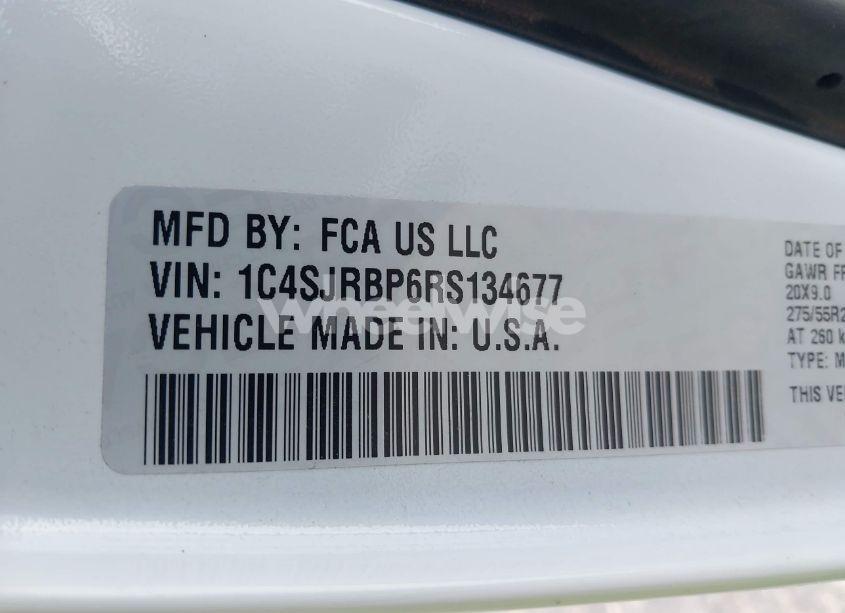 MFD BY: FCA US LLC
VIN: 1C4SJRBP6RS134677
VEHICLE MADE IN: U.S.A.
wheelwise
DATE OF
GAWR FR
20X9.0
275/55R2
AT 260 k
TYPE: M
THIS VE